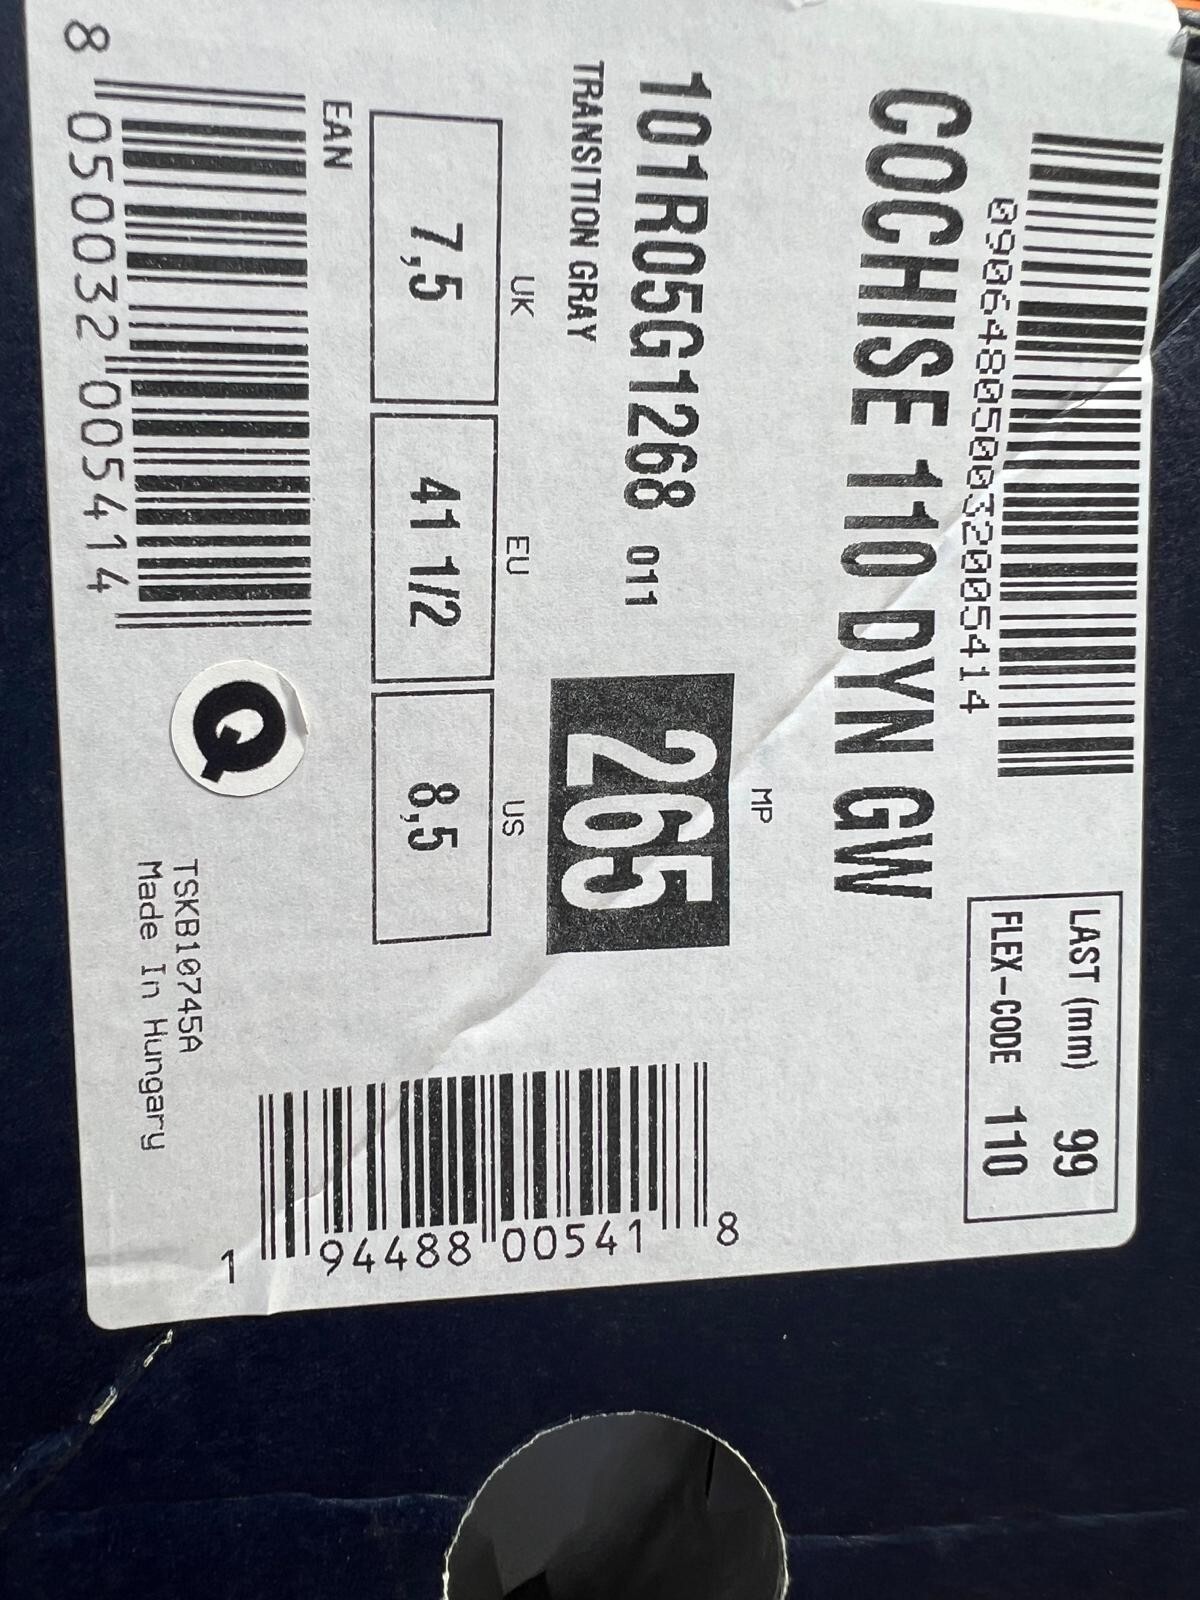 09064805003200541​4
LAST (mm) 99
FLEX-CODE 110
COCHISE 110 DYN GW
101R05G1268 011
TRANSITION GRAY
MP
265
UK EU US
7,5 41 1/2 8,5
EAN
8 050032 005414
Q
TSKB10745A
Made In Hungary
1 94488 00541 8